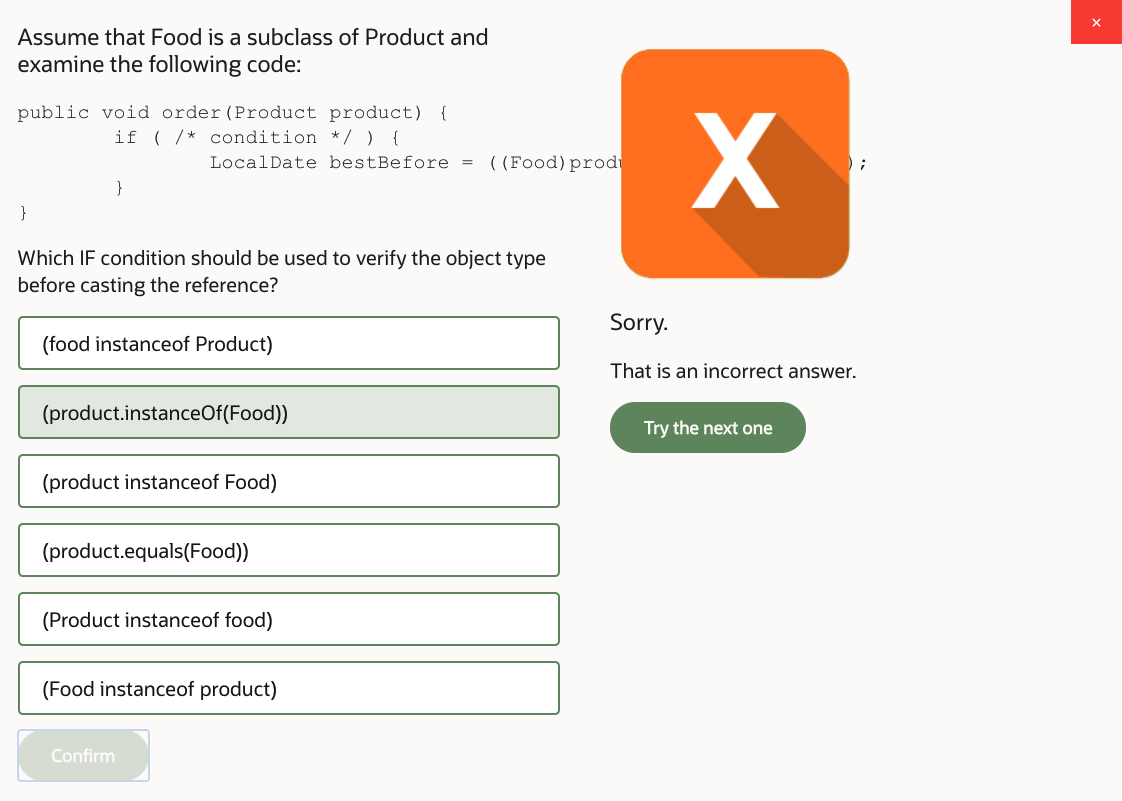 Assume that Food is a subclass of Product and
examine the following code:
public void order(Product product) {
if ( /* condition */ ) {
LocalDate bestBefore = ((Food)produ );
}
}
Which IF condition should be used to verify the object type
before casting the reference?
(food instanceof Product)
(product.instanceOf(Food))
(product instanceof Food)
(product.equals(Food))
(Product instanceof food)
(Food instanceof product)
Confirm
×
X
Sorry.
That is an incorrect answer.
Try the next one